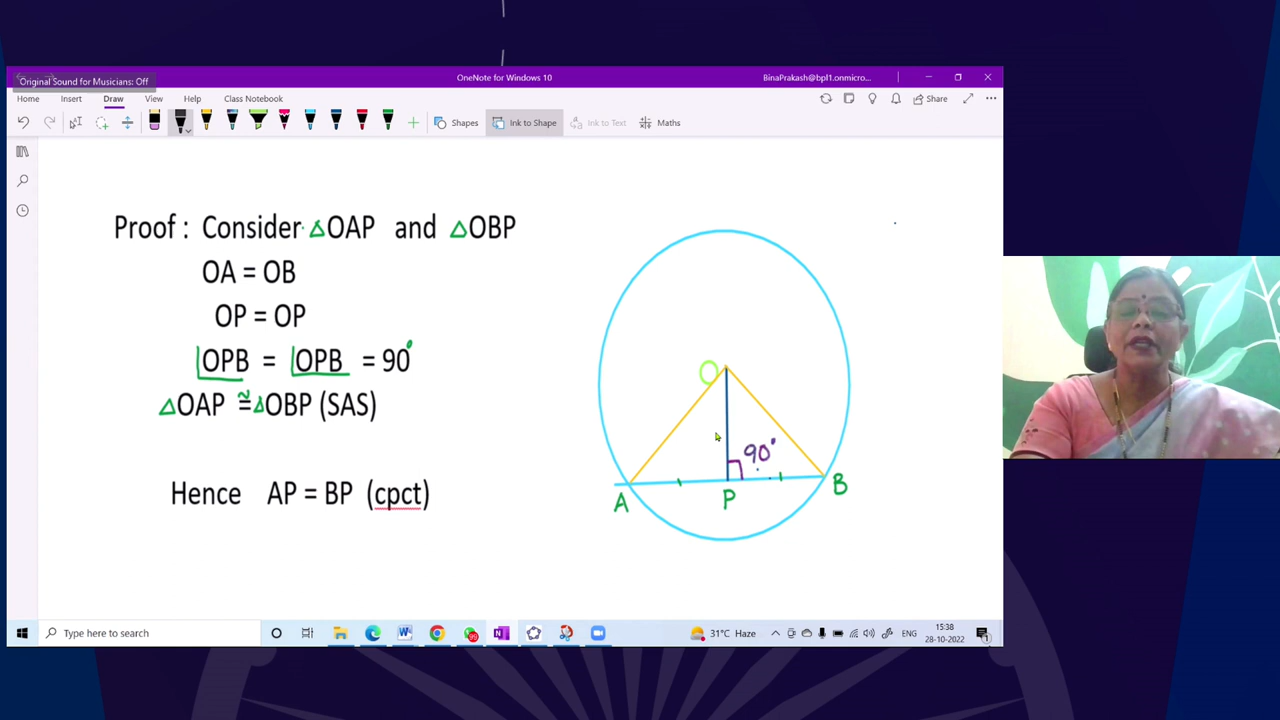 Original Sound for Musicians: Off
OneNote for Windows 10
BinaPrakash@bpl1.onmicro...
Home Insert Draw View Help Class Notebook
Share
Shapes Ink to Shape Ink to Text Maths
Proof : Consider △OAP and △OBP
OA = OB
OP = OP
OPB = OPB = 90°
△OAP ≅ △OBP (SAS)
Hence AP = BP (cpct)
O
90°
A P B
Type here to search
99
31°C Haze
ENG
15:38
28-10-2022
1